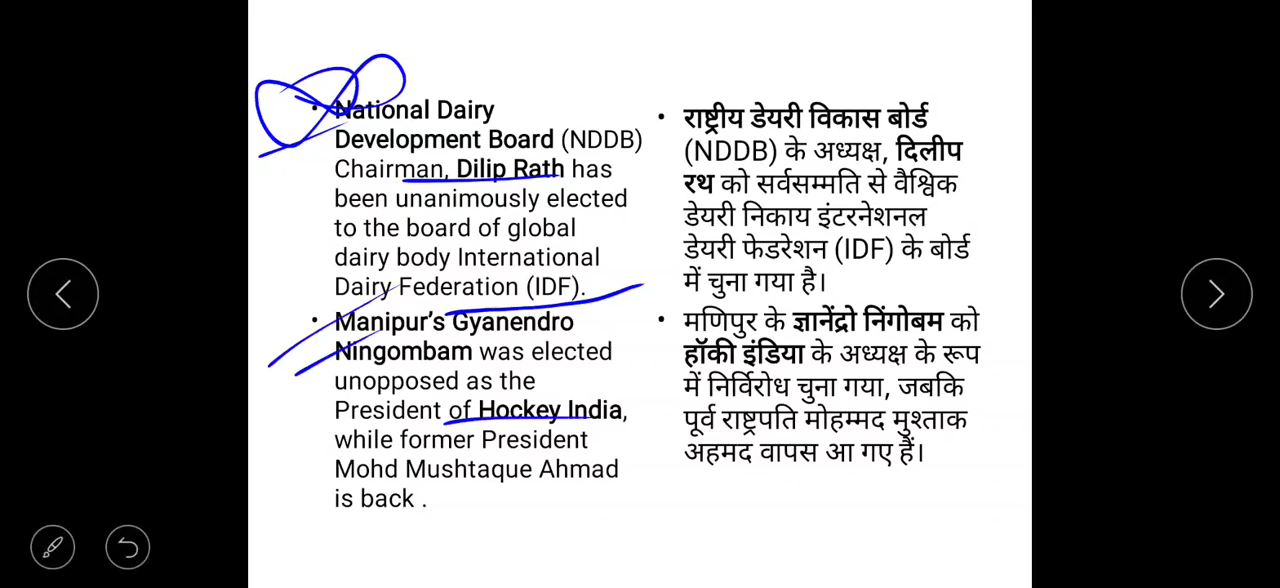 • National Dairy
Development Board (NDDB)
Chairman, Dilip Rath has
been unanimously elected
to the board of global
dairy body International
Dairy Federation (IDF).
• Manipur's Gyanendro
Ningombam was elected
unopposed as the
President of Hockey India,
while former President
Mohd Mushtaque Ahmad
is back .
• राष्ट्रीय डेयरी विकास बोर्ड
(NDDB) के अध्यक्ष, दिलीप
रथ को सर्वसम्मति से वैश्विक
डेयरी निकाय इंटरनेशनल
डेयरी फेडरेशन (IDF) के बोर्ड
में चुना गया है।
• मणिपुर के ज्ञानेंद्रो निंगोबम को
हॉकी इंडिया के अध्यक्ष के रूप
में निर्विरोध चुना गया, जबकि
पूर्व राष्ट्रपति मोहम्मद मुश्ताक
अहमद वापस आ गए हैं।